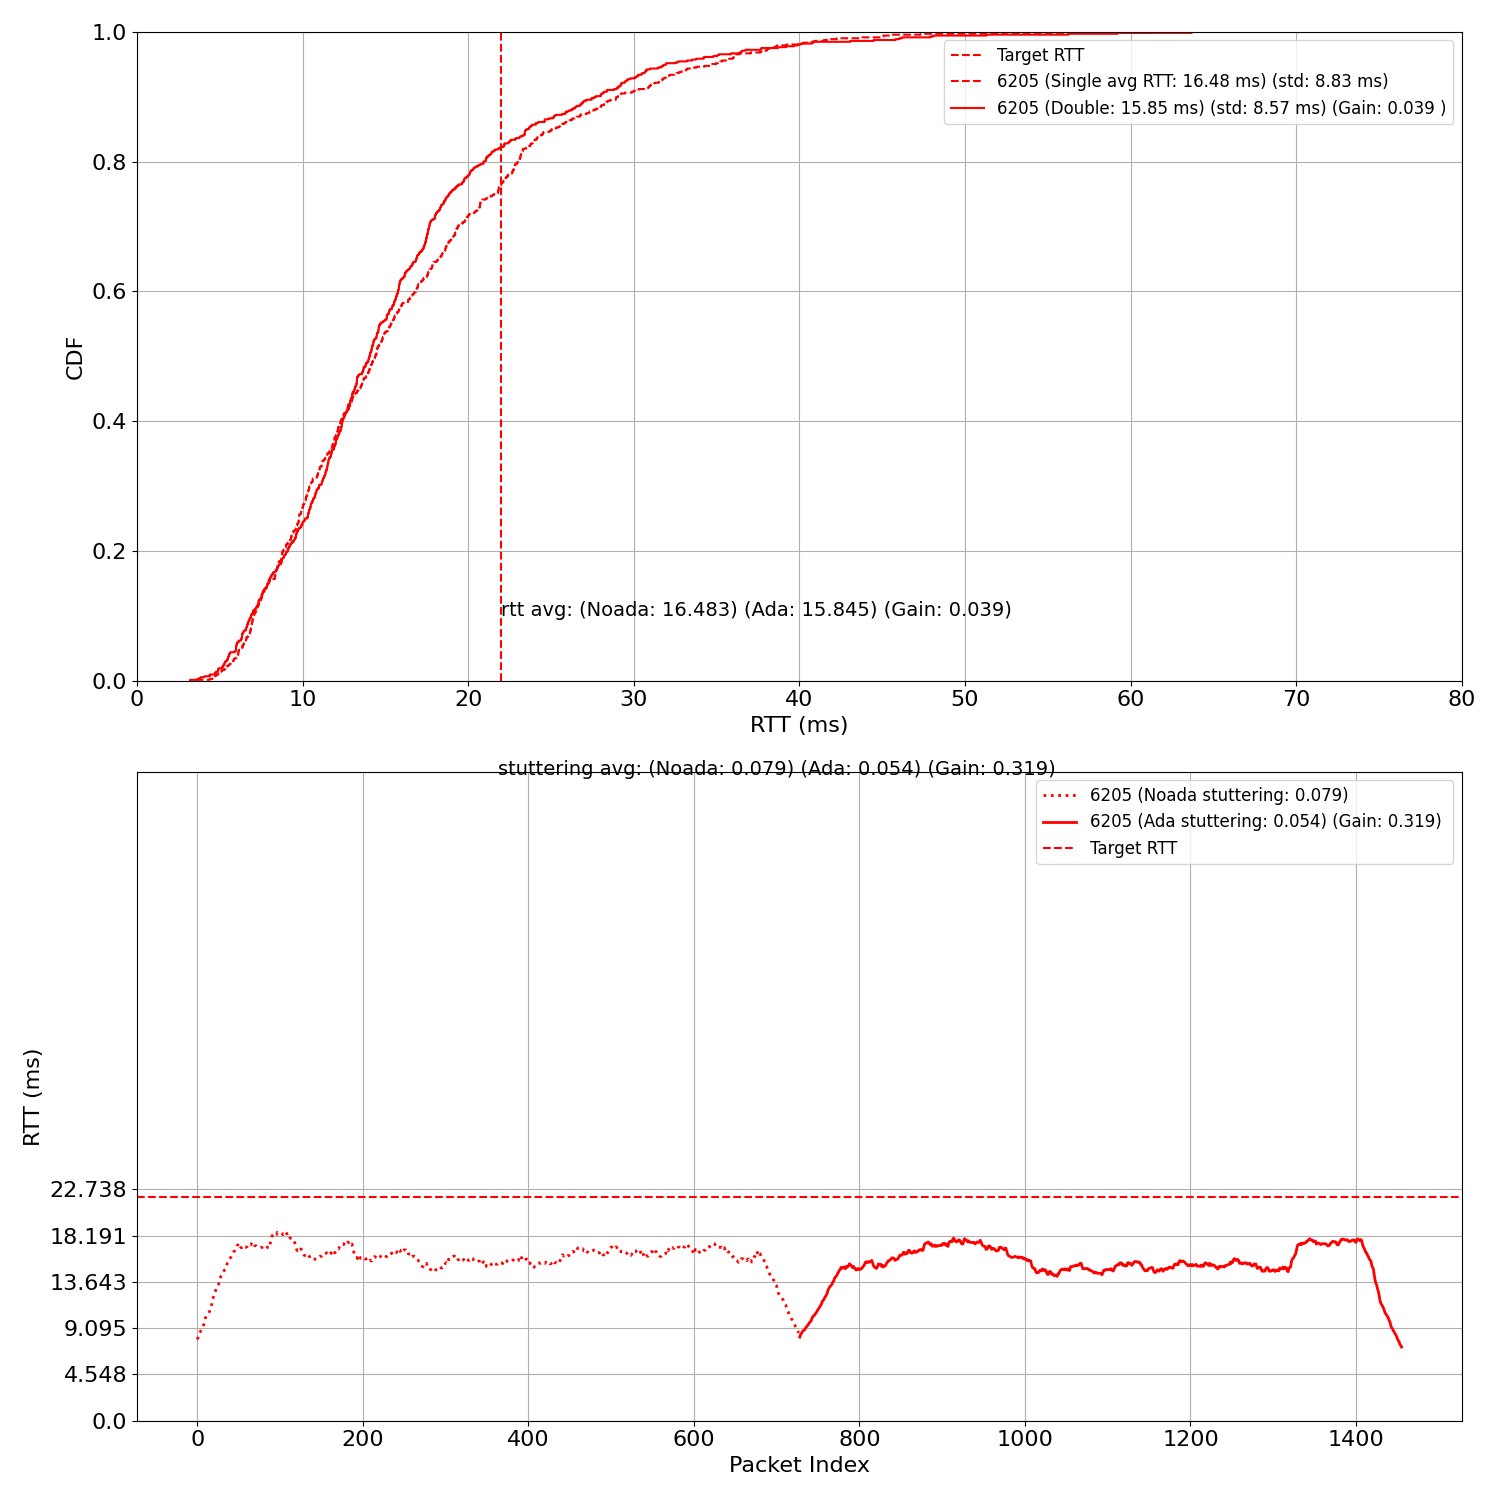 1.0
0.8
0.6
0.4
0.2
0.0
CDF
Target RTT
6205 (Single avg RTT: 16.48 ms) (std: 8.83 ms)
6205 (Double: 15.85 ms) (std: 8.57 ms) (Gain: 0.039 )
rtt avg: (Noada: 16.483) (Ada: 15.845) (Gain: 0.039)
0 10 20 30 40 50 60 70 80
RTT (ms)
stuttering avg: (Noada: 0.079) (Ada: 0.054) (Gain: 0.319)
6205 (Noada stuttering: 0.079)
6205 (Ada stuttering: 0.054) (Gain: 0.319)
Target RTT
RTT (ms)
22.738
18.191
13.643
9.095
4.548
0.0
0 200 400 600 800 1000 1200 1400
Packet Index